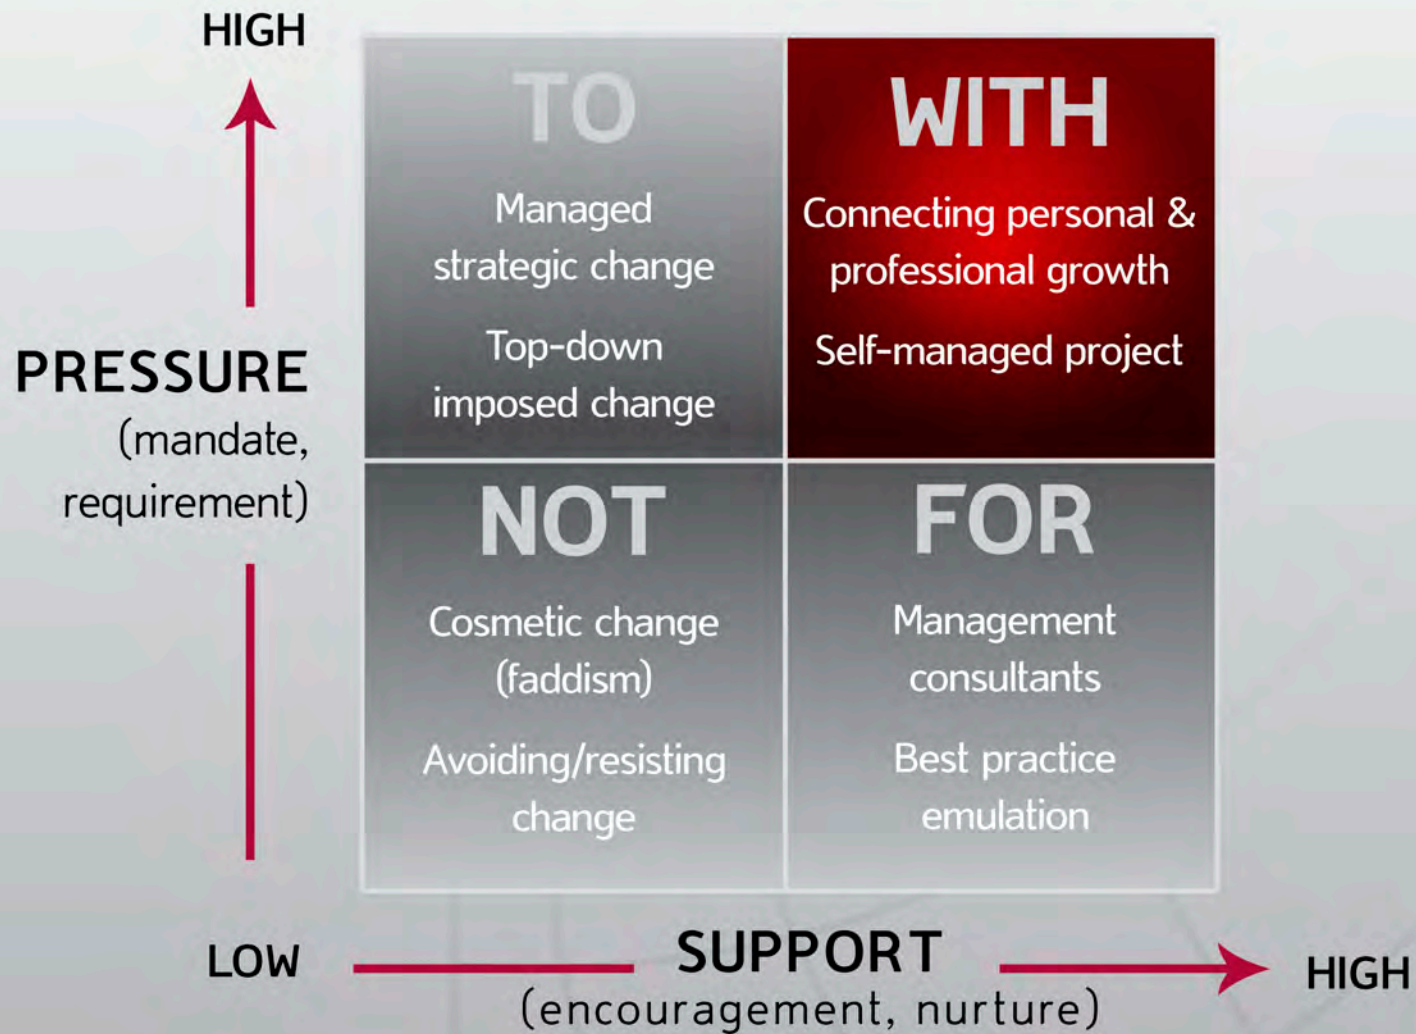 HIGH
TO
Managed
strategic change
Top-down
imposed change
WITH
Connecting personal &
professional growth
Self-managed project
PRESSURE
(mandate,
requirement)
NOT
Cosmetic change
(faddism)
Avoiding/resisting
change
FOR
Management
consultants
Best practice
emulation
LOW
SUPPORT
(encouragement, nurture)
HIGH